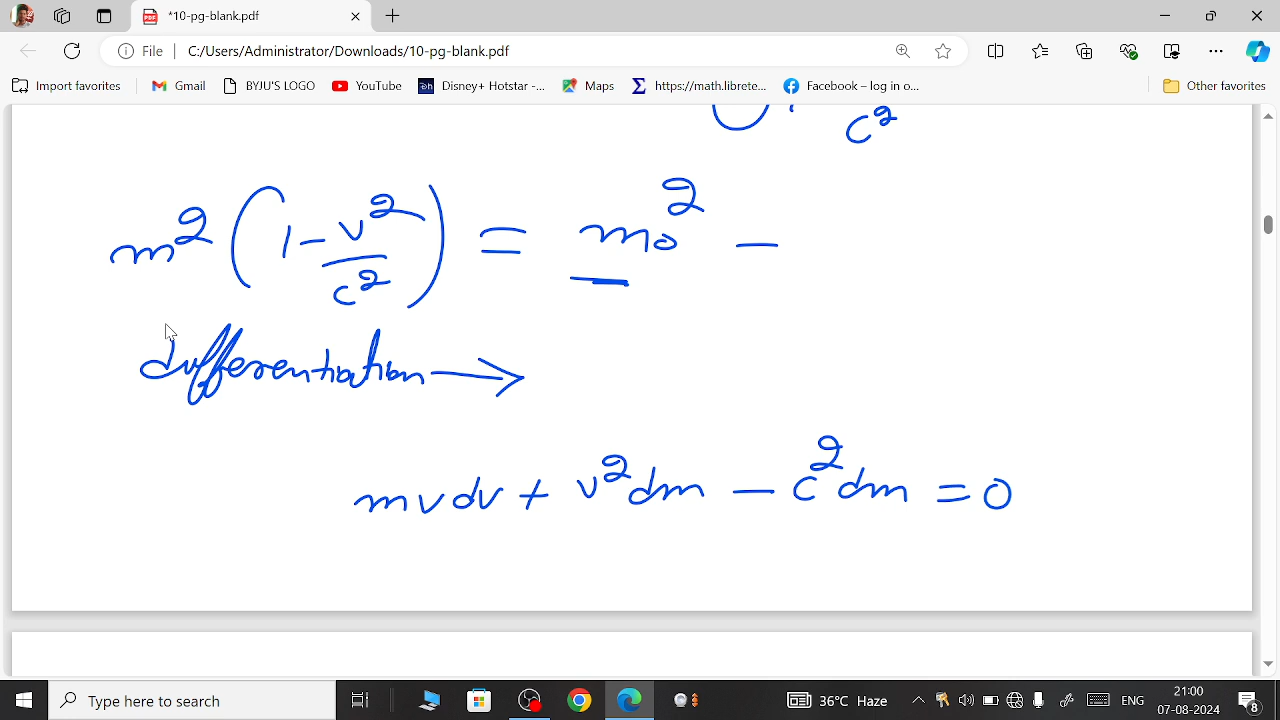 *10-pg-blank.pdf
File | C:/Users/Administrator/Downloads/10-pg-blank.pdf
Import favorites Gmail BYJU'S LOGO YouTube Disney+ Hotstar -... Maps https://math.librete... Facebook – log in o... Other favorites
c²
m² (1 - v²/c²) = m₀² -
differentiation →
mvdv + v²dm - c²dm = 0
Type here to search 36°C Haze ENG 21:00
07-08-2024 8